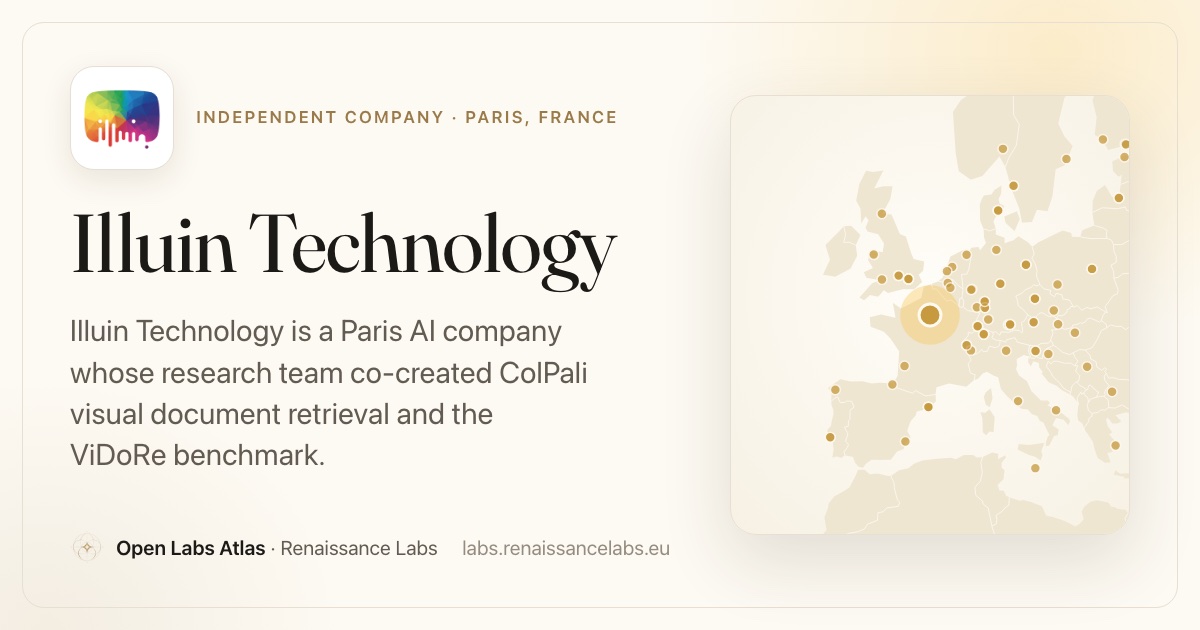 illuin
INDEPENDENT COMPANY · PARIS, FRANCE
Illuin Technology
Illuin Technology is a Paris AI company
whose research team co-created ColPali
visual document retrieval and the
ViDoRe benchmark.
Open Labs Atlas · Renaissance Labs labs.renaissancelabs.eu